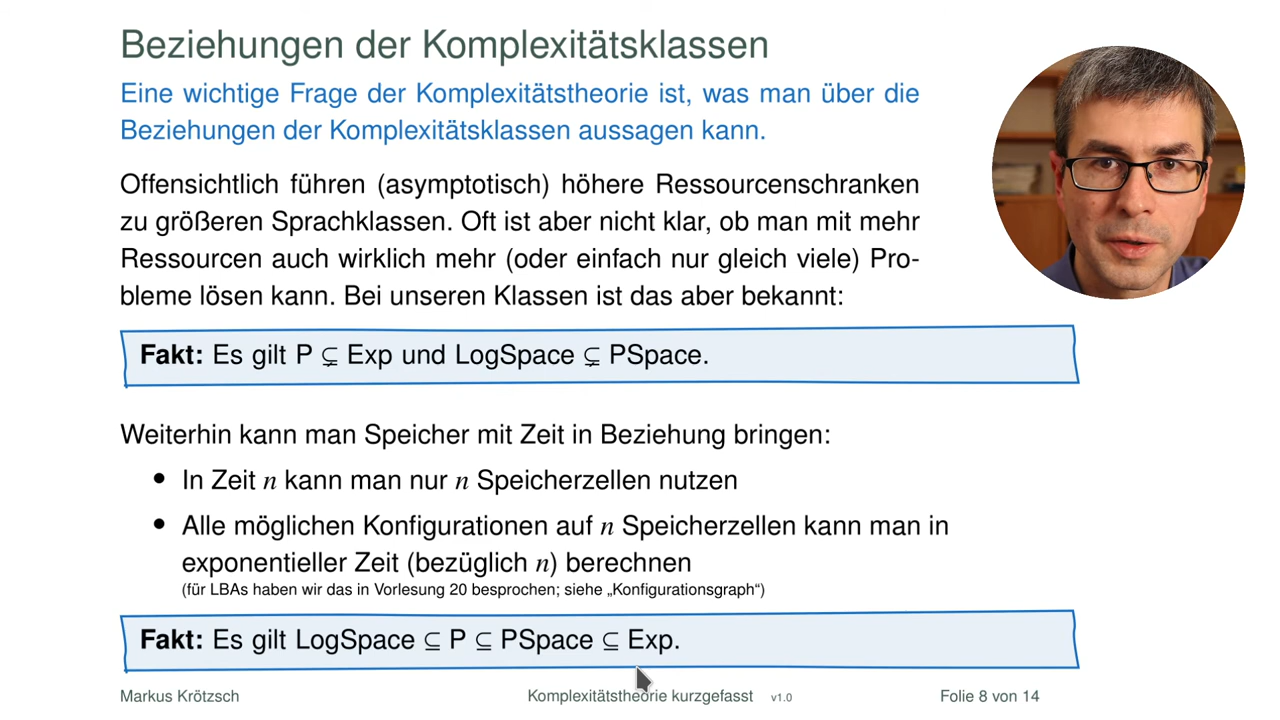 Beziehungen der Komplexitätsklassen
Eine wichtige Frage der Komplexitätstheorie ist, was man über die
Beziehungen der Komplexitätsklassen aussagen kann.
Offensichtlich führen (asymptotisch) höhere Ressourcenschranken
zu größeren Sprachklassen. Oft ist aber nicht klar, ob man mit mehr
Ressourcen auch wirklich mehr (oder einfach nur gleich viele) Pro-
bleme lösen kann. Bei unseren Klassen ist das aber bekannt:
Fakt: Es gilt P ⊊ Exp und LogSpace ⊊ PSpace.
Weiterhin kann man Speicher mit Zeit in Beziehung bringen:
• In Zeit n kann man nur n Speicherzellen nutzen
• Alle möglichen Konfigurationen auf n Speicherzellen kann man in
exponentieller Zeit (bezüglich n) berechnen
(für LBAs haben wir das in Vorlesung 20 besprochen; siehe „Konfigurationsgraph“)
Fakt: Es gilt LogSpace ⊆ P ⊆ PSpace ⊆ Exp.
Markus Krötzsch Komplexitätstheorie kurzgefasst v1.0 Folie 8 von 14